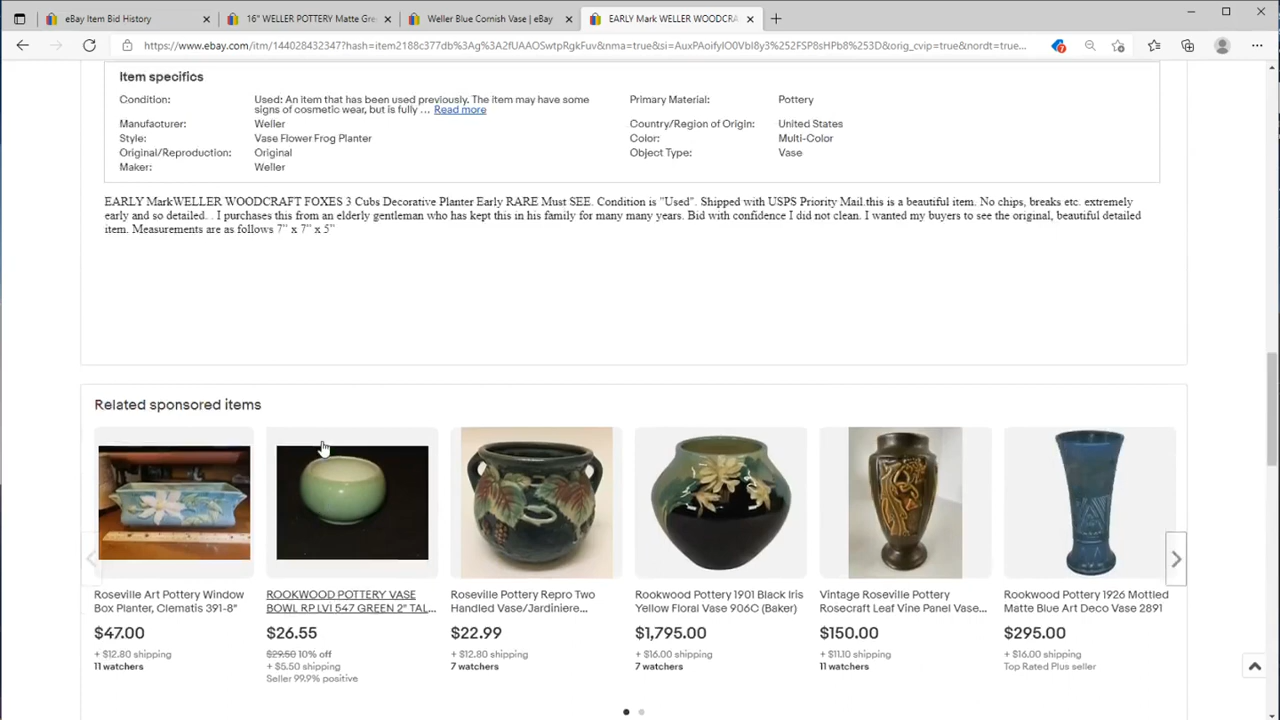 eBay Item Bid History
16" WELLER POTTERY Matte Gre
Weller Blue Cornish Vase | eBay
EARLY Mark WELLER WOODCRA
https://www.ebay.com/itm/144028432347?hash=item2188c377db%3Ag%3A2fUAAOSwtpRgkFuv&nma=true&si=AuxPAoifyIO0Vbl8y3%252FSP8sHPb8%253D&orig_cvip=true&nordt=true...
Item specifics
Condition: Used: An item that has been used previously. The item may have some signs of cosmetic wear, but is fully ... Read more
Primary Material: Pottery
Manufacturer: Weller
Country/Region of Origin: United States
Style: Vase Flower Frog Planter
Color: Multi-Color
Original/Reproduction: Original
Object Type: Vase
Maker: Weller
EARLY MarkWELLER WOODCRAFT FOXES 3 Cubs Decorative Planter Early RARE Must SEE. Condition is "Used". Shipped with USPS Priority Mail.this is a beautiful item. No chips, breaks etc. extremely
early and so detailed. . I purchases this from an elderly gentleman who has kept this in his family for many many years. Bid with confidence I did not clean. I wanted my buyers to see the original, beautiful detailed
item. Measurements are as follows 7" x 7" x 5"
Related sponsored items
Roseville Art Pottery Window
Box Planter, Clematis 391-8"
$47.00
+ $12.80 shipping
11 watchers
ROOKWOOD POTTERY VASE
BOWL RP LVI 547 GREEN 2" TAL...
$26.55
$29.50 10% off
+ $5.50 shipping
Seller 99.9% positive
Roseville Pottery Repro Two
Handled Vase/Jardiniere...
$22.99
+ $12.80 shipping
7 watchers
Rookwood Pottery 1901 Black Iris
Yellow Floral Vase 906C (Baker)
$1,795.00
+ $16.00 shipping
7 watchers
Vintage Roseville Pottery
Rosecraft Leaf Vine Panel Vase...
$150.00
+ $11.10 shipping
11 watchers
Rookwood Pottery 1926 Mottled
Matte Blue Art Deco Vase 2891
$295.00
+ $16.00 shipping
Top Rated Plus seller